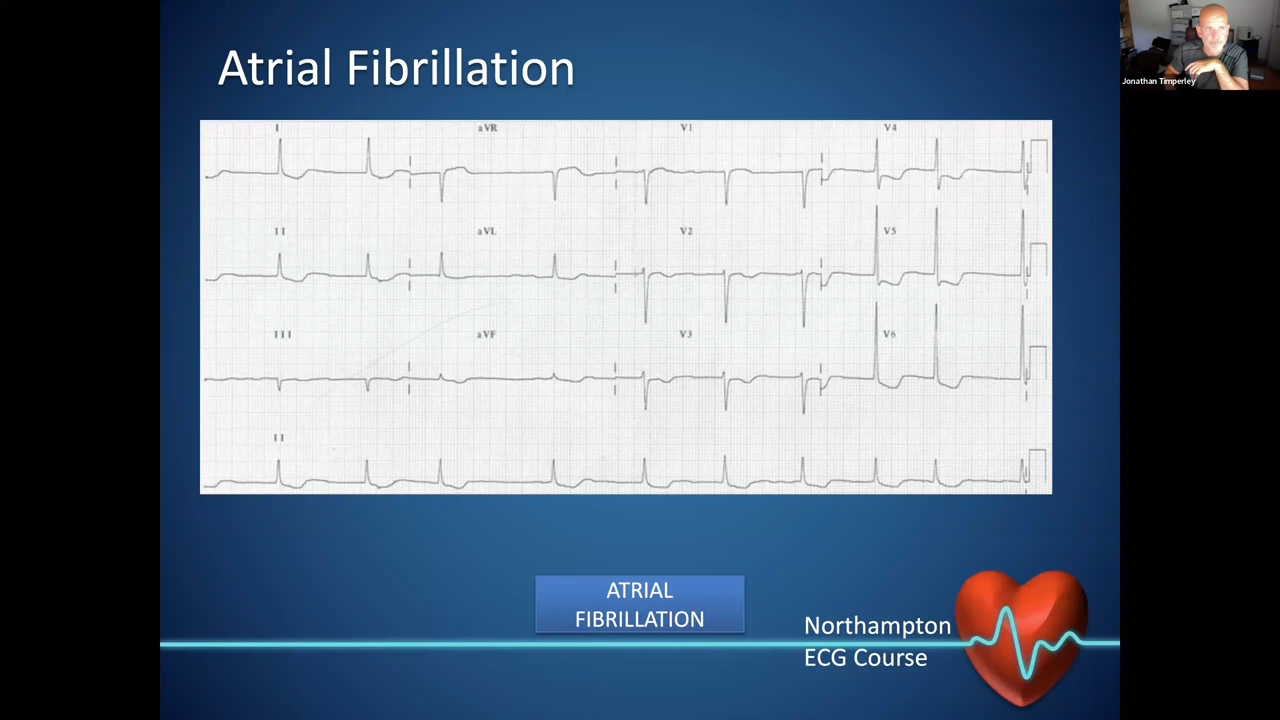 Atrial Fibrillation
Jonathan Timperley
I aVR V1 V4
II aVL V2 V5
III aVF V3 V6
II
ATRIAL
FIBRILLATION
Northampton
ECG Course